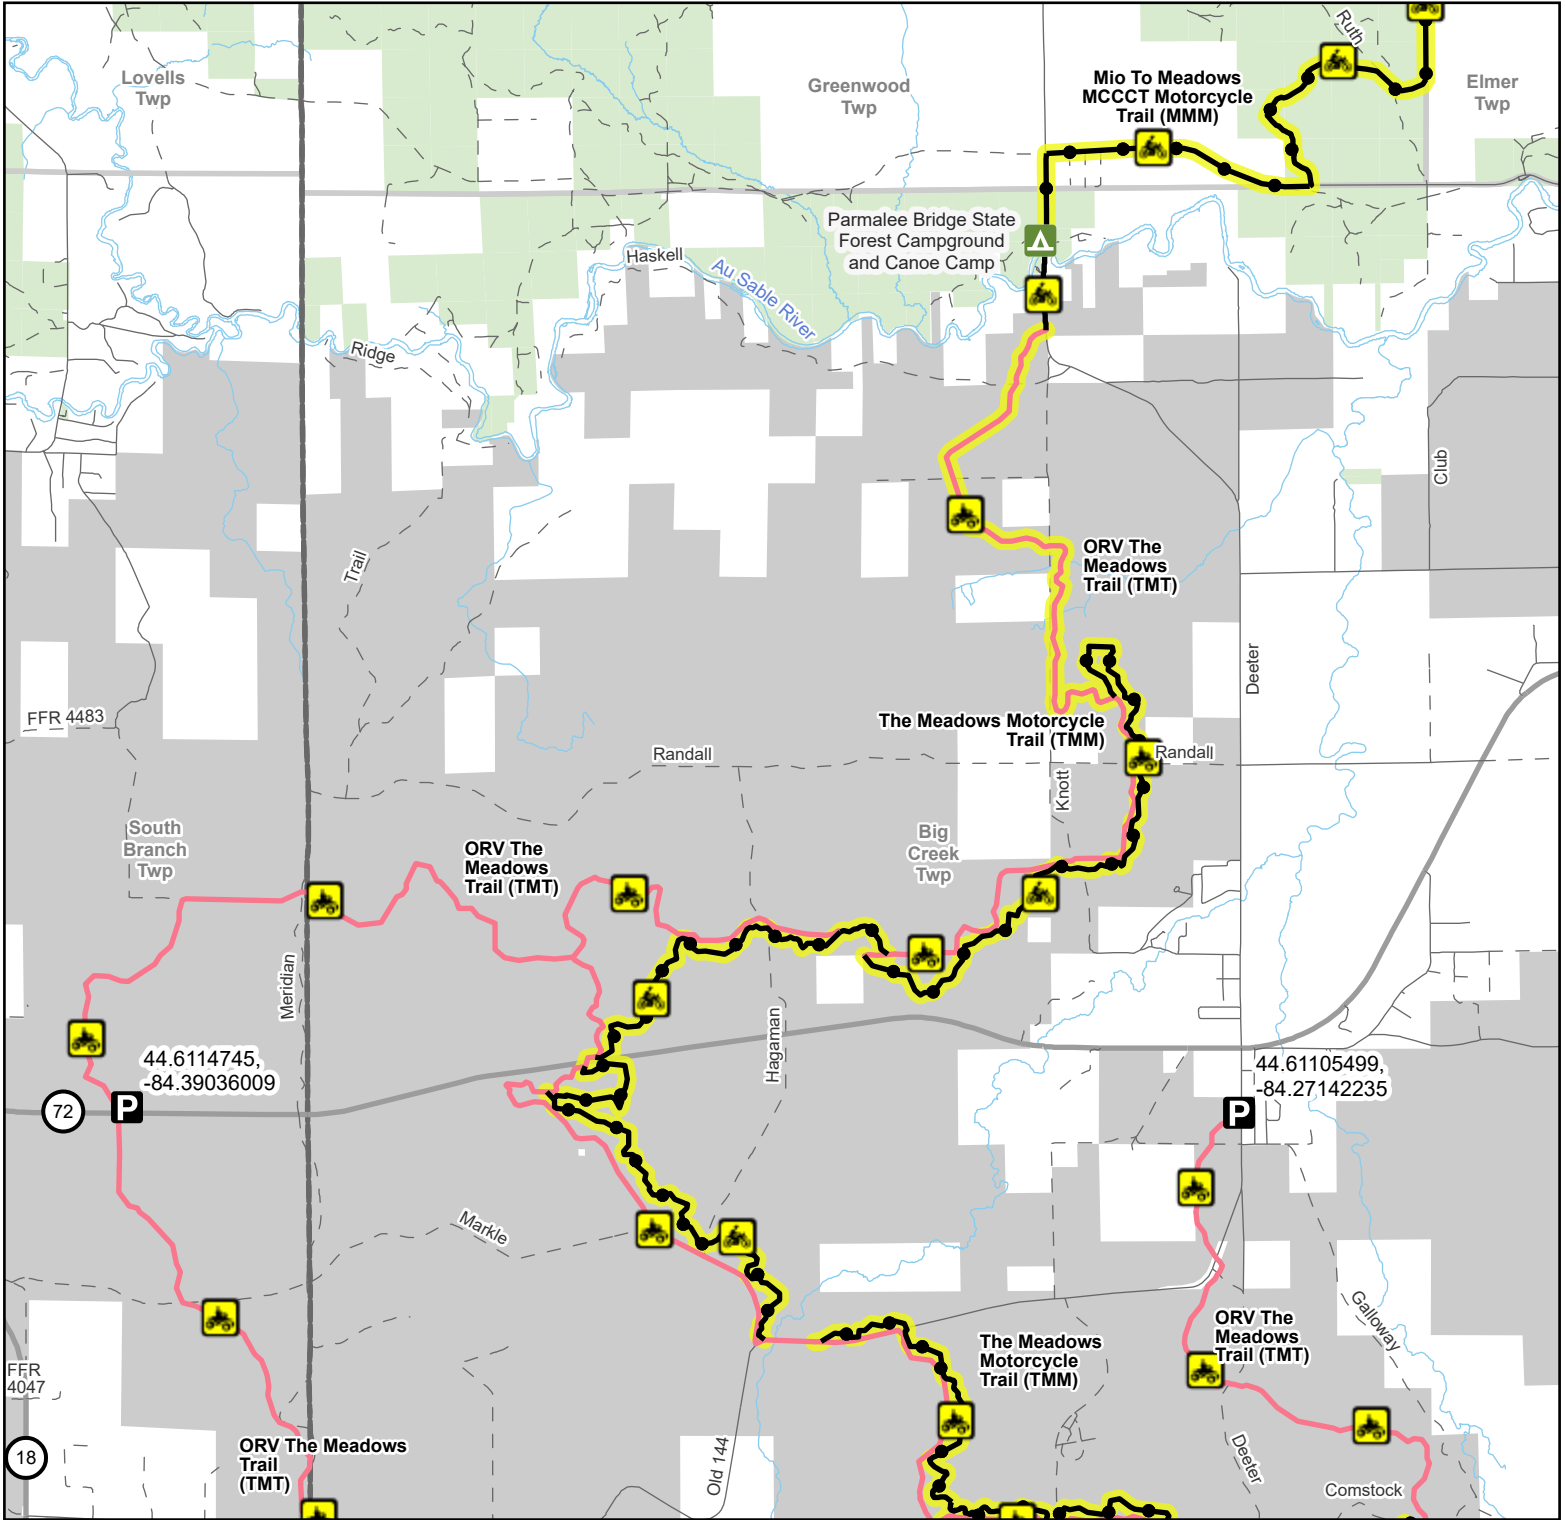 Ruth
Lovells
Twp
Greenwood
Twp
Mio To Meadows
MCCCT Motorcycle
Trail (MMM)
Elmer
Twp
Parmalee Bridge State
Forest Campground
and Canoe Camp
Haskell
Au Sable River
Ridge
Club
Trail
ORV The
Meadows
Trail (TMT)
Deeter
FFR 4483
The Meadows Motorcycle
Trail (TMM)
Randall
Randall
Knott
South
Branch
Twp
ORV The
Meadows
Trail (TMT)
Big
Creek
Twp
Meridian
Hagaman
44.6114745,
-84.39036009
44.61105499,
-84.27142235
72
P
P
Markle
Galloway
ORV The
Meadows
Trail (TMT)
The Meadows
Motorcycle
Trail (TMM)
FFR
4047
18
ORV The Meadows
Trail
(TMT)
Old 144
Deeter
Comstock